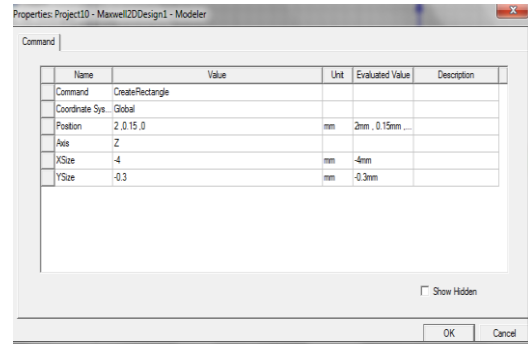 Properties: Project10 - Maxwell2DDesign1 - Modeler
Command
Name Value Unit Evaluated Value Description
Command CreateRectangle
Coordinate Sys... Global
Position 2 ,0.15 ,0 mm 2mm , 0.15mm ,...
Axis Z
XSize -4 mm -4mm
YSize -0.3 mm -0.3mm
Show Hidden
OK Cancel